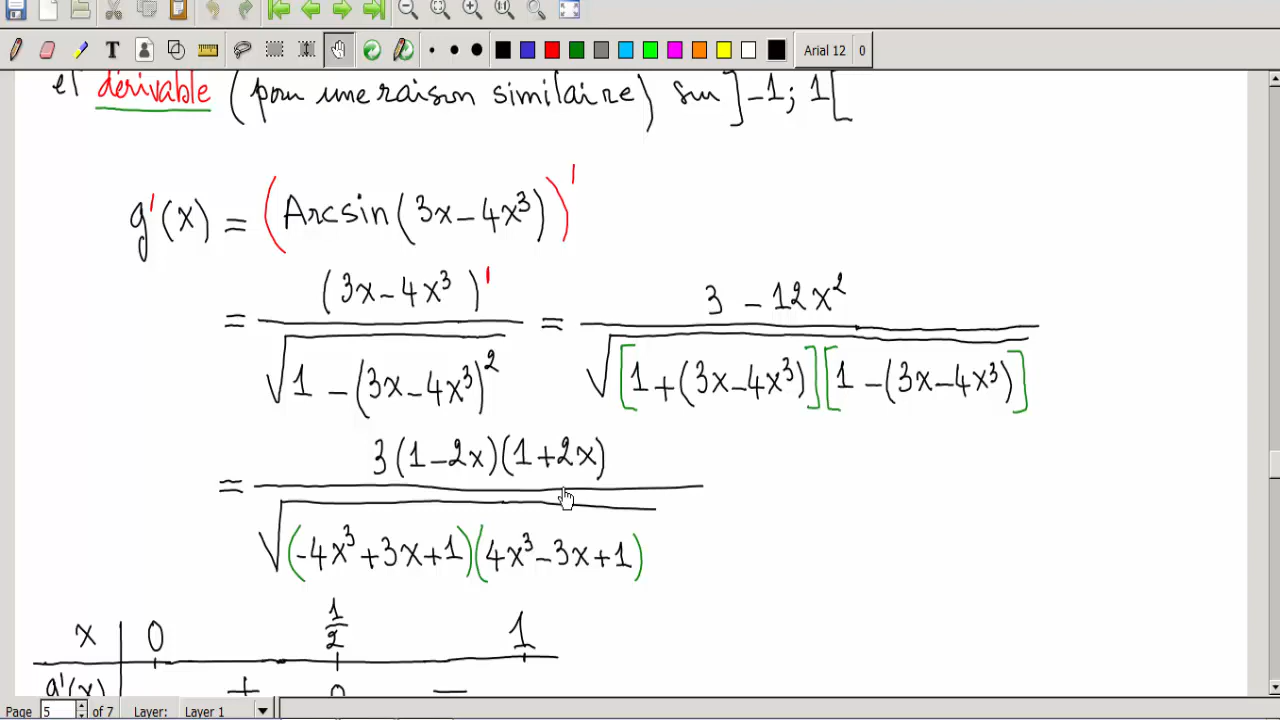 Arial 12 0
et dérivable (pour une raison similaire) sur ]-1; 1[
g'(x) = (Arcsin(3x-4x³))'
= (3x-4x³)' / √(1-(3x-4x³)²) = 3 - 12x² / √([1+(3x-4x³)][1-(3x-4x³)])
= 3(1-2x)(1+2x) / √((-4x³+3x+1)(4x³-3x+1))
x 0 1/2 1
g'(x) + 0 -
Page 5 of 7 Layer: Layer 1